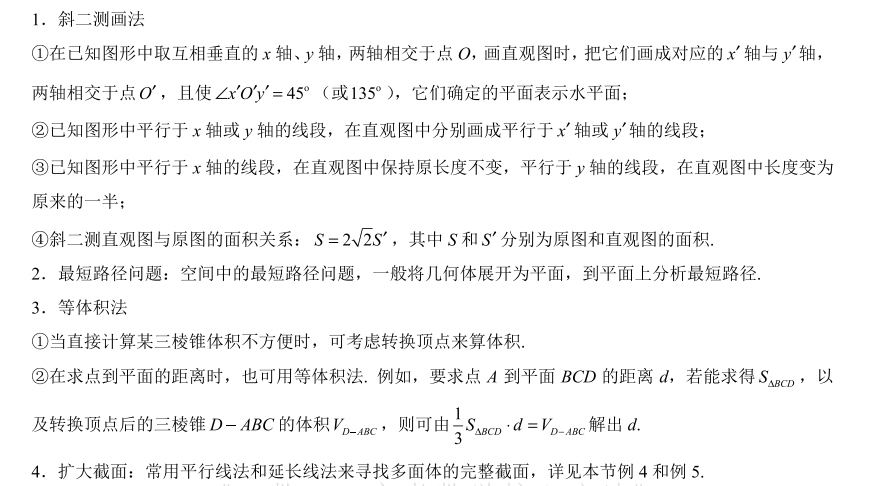 1．斜二测画法
①在已知图形中取互相垂直的 x 轴、y 轴，两轴相交于点 O，画直观图时，把它们画成对应的 x′ 轴与 y′ 轴，
两轴相交于点 O′，且使 ∠x′O′y′ = 45°（或135°），它们确定的平面表示水平面；
②已知图形中平行于 x 轴或 y 轴的线段，在直观图中分别画成平行于 x′ 轴或 y′ 轴的线段；
③已知图形中平行于 x 轴的线段，在直观图中保持原长度不变，平行于 y 轴的线段，在直观图中长度变为
原来的一半；
④斜二测直观图与原图的面积关系：S = 2√2S′，其中 S 和 S′ 分别为原图和直观图的面积.
2．最短路径问题：空间中的最短路径问题，一般将几何体展开为平面，到平面上分析最短路径.
3．等体积法
①当直接计算某三棱锥体积不方便时，可考虑转换顶点来算体积.
②在求点到平面的距离时，也可用等体积法. 例如，要求点 A 到平面 BCD 的距离 d，若能求得 S_{ΔBCD}，以
及转换顶点后的三棱锥 D－ABC 的体积 V_{D－ABC}，则可由 \frac{1}{3}S_{ΔBCD}·d = V_{D－ABC} 解出 d.
4．扩大截面：常用平行线法和延长线法来寻找多面体的完整截面，详见本节例 4 和例 5.